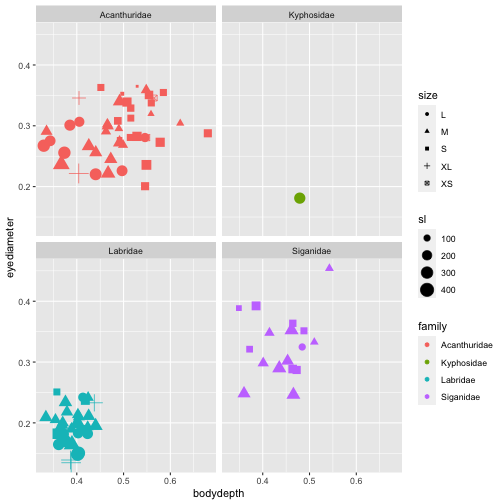 Acanthuridae
Kyphosidae
0.4
0.3
0.2
Labridae
Siganidae
0.4
0.3
0.2
0.4
0.5
0.6
0.4
0.5
0.6
bodydepth
eyediameter
size
L
M
S
XL
XS
sl
100
200
300
400
family
Acanthuridae
Kyphosidae
Labridae
Siganidae